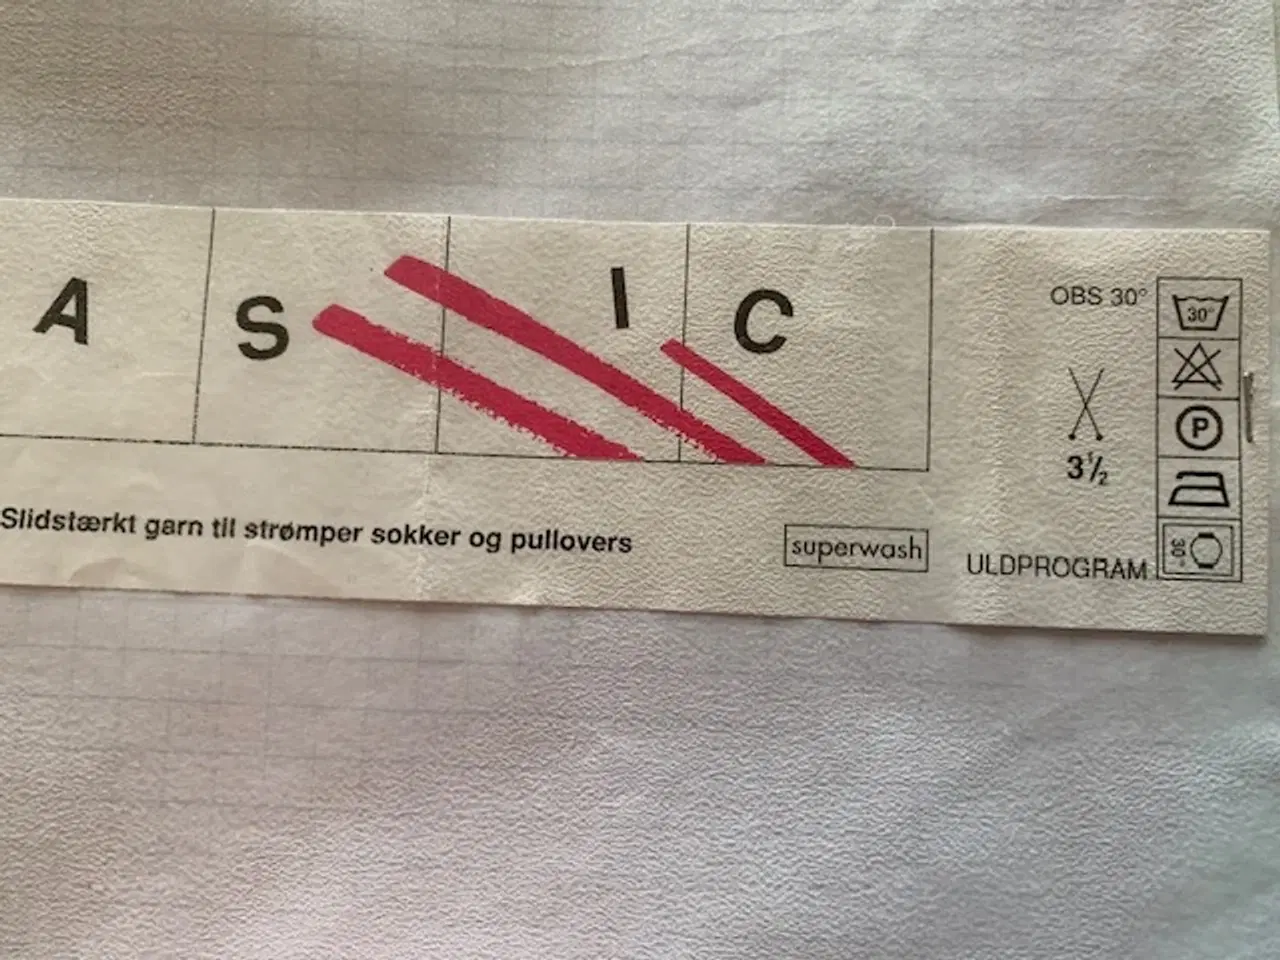 A S I C
OBS 30°
30°
P
3½
Slidstærkt garn til strømper sokker og pullovers
superwash
ULDPROGRAM
30°